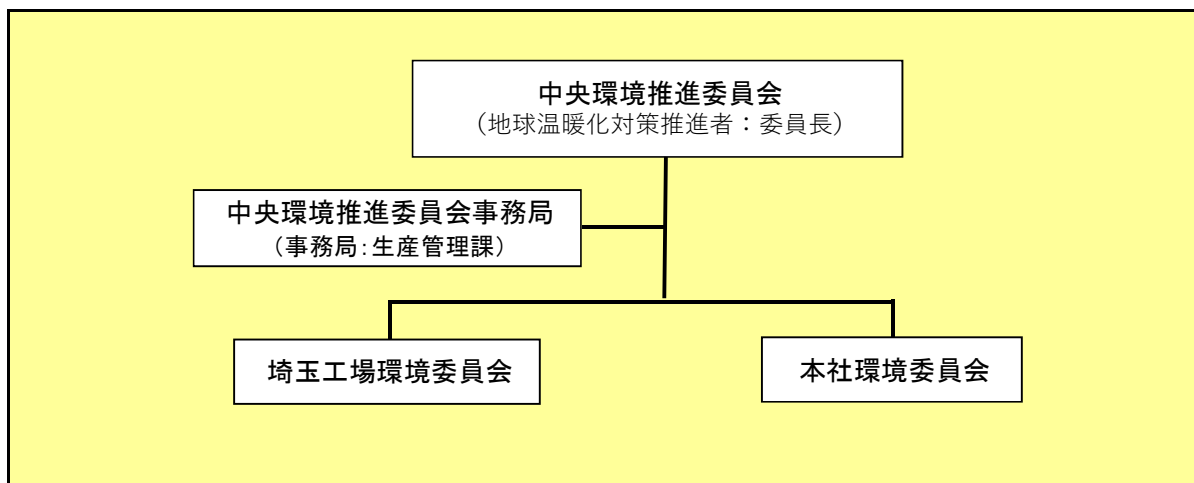 中央環境推進委員会
（地球温暖化対策推進者：委員長）
中央環境推進委員会事務局
（事務局：生産管理課）
埼玉工場環境委員会
本社環境委員会